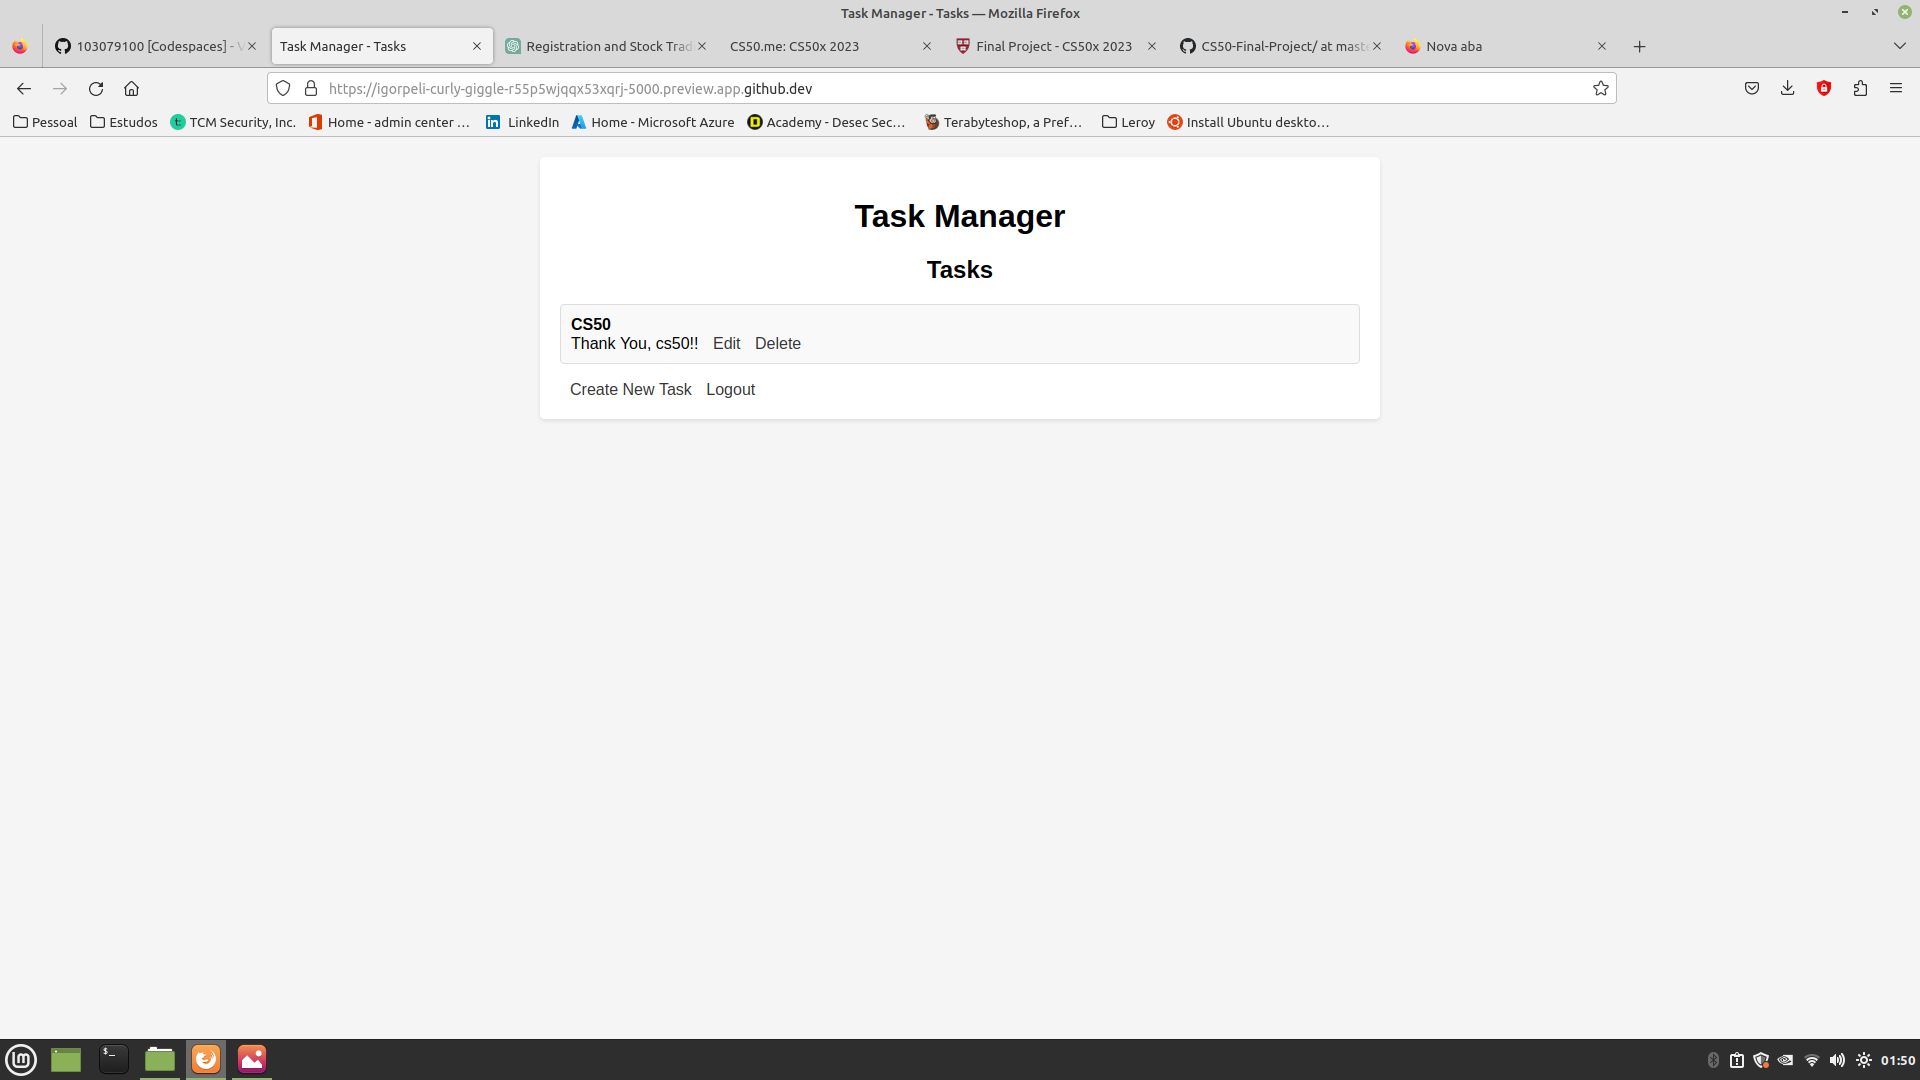 Task Manager - Tasks — Mozilla Firefox
103079100 [Codespaces] - V
Task Manager - Tasks
Registration and Stock Trad
CS50.me: CS50x 2023
Final Project - CS50x 2023
CS50-Final-Project/ at maste
Nova aba
https://igorpeli-curly-giggle-r55p5wjqqx53xqrj-5000.preview.app.github.dev
Pessoal
Estudos
TCM Security, Inc.
Home - admin center ...
LinkedIn
Home - Microsoft Azure
Academy - Desec Sec...
Terabyteshop, a Pref...
Leroy
Install Ubuntu deskto...
Task Manager
Tasks
CS50
Thank You, cs50!! Edit Delete
Create New Task Logout
01:50